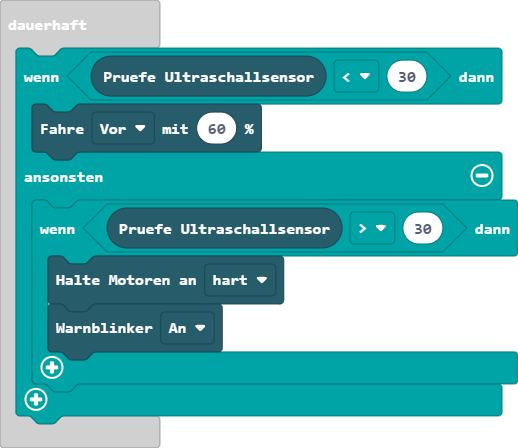 dauerhaft
wenn Pruefe Ultraschallsensor < 30 dann
Fahre Vor mit 60 %
ansonsten
wenn Pruefe Ultraschallsensor > 30 dann
Halte Motoren an hart
Warnblinker An